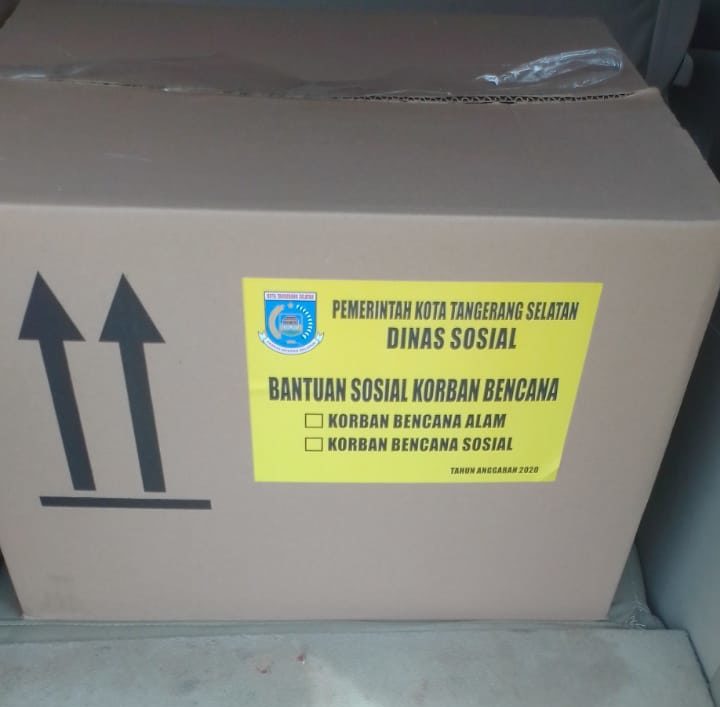 KOTA TANGERANG SELATAN
PEMERINTAH KOTA TANGERANG SELATAN
DINAS SOSIAL
BANTUAN SOSIAL KORBAN BENCANA
KORBAN BENCANA ALAM
KORBAN BENCANA SOSIAL
TAHUN ANGGARAN 2020